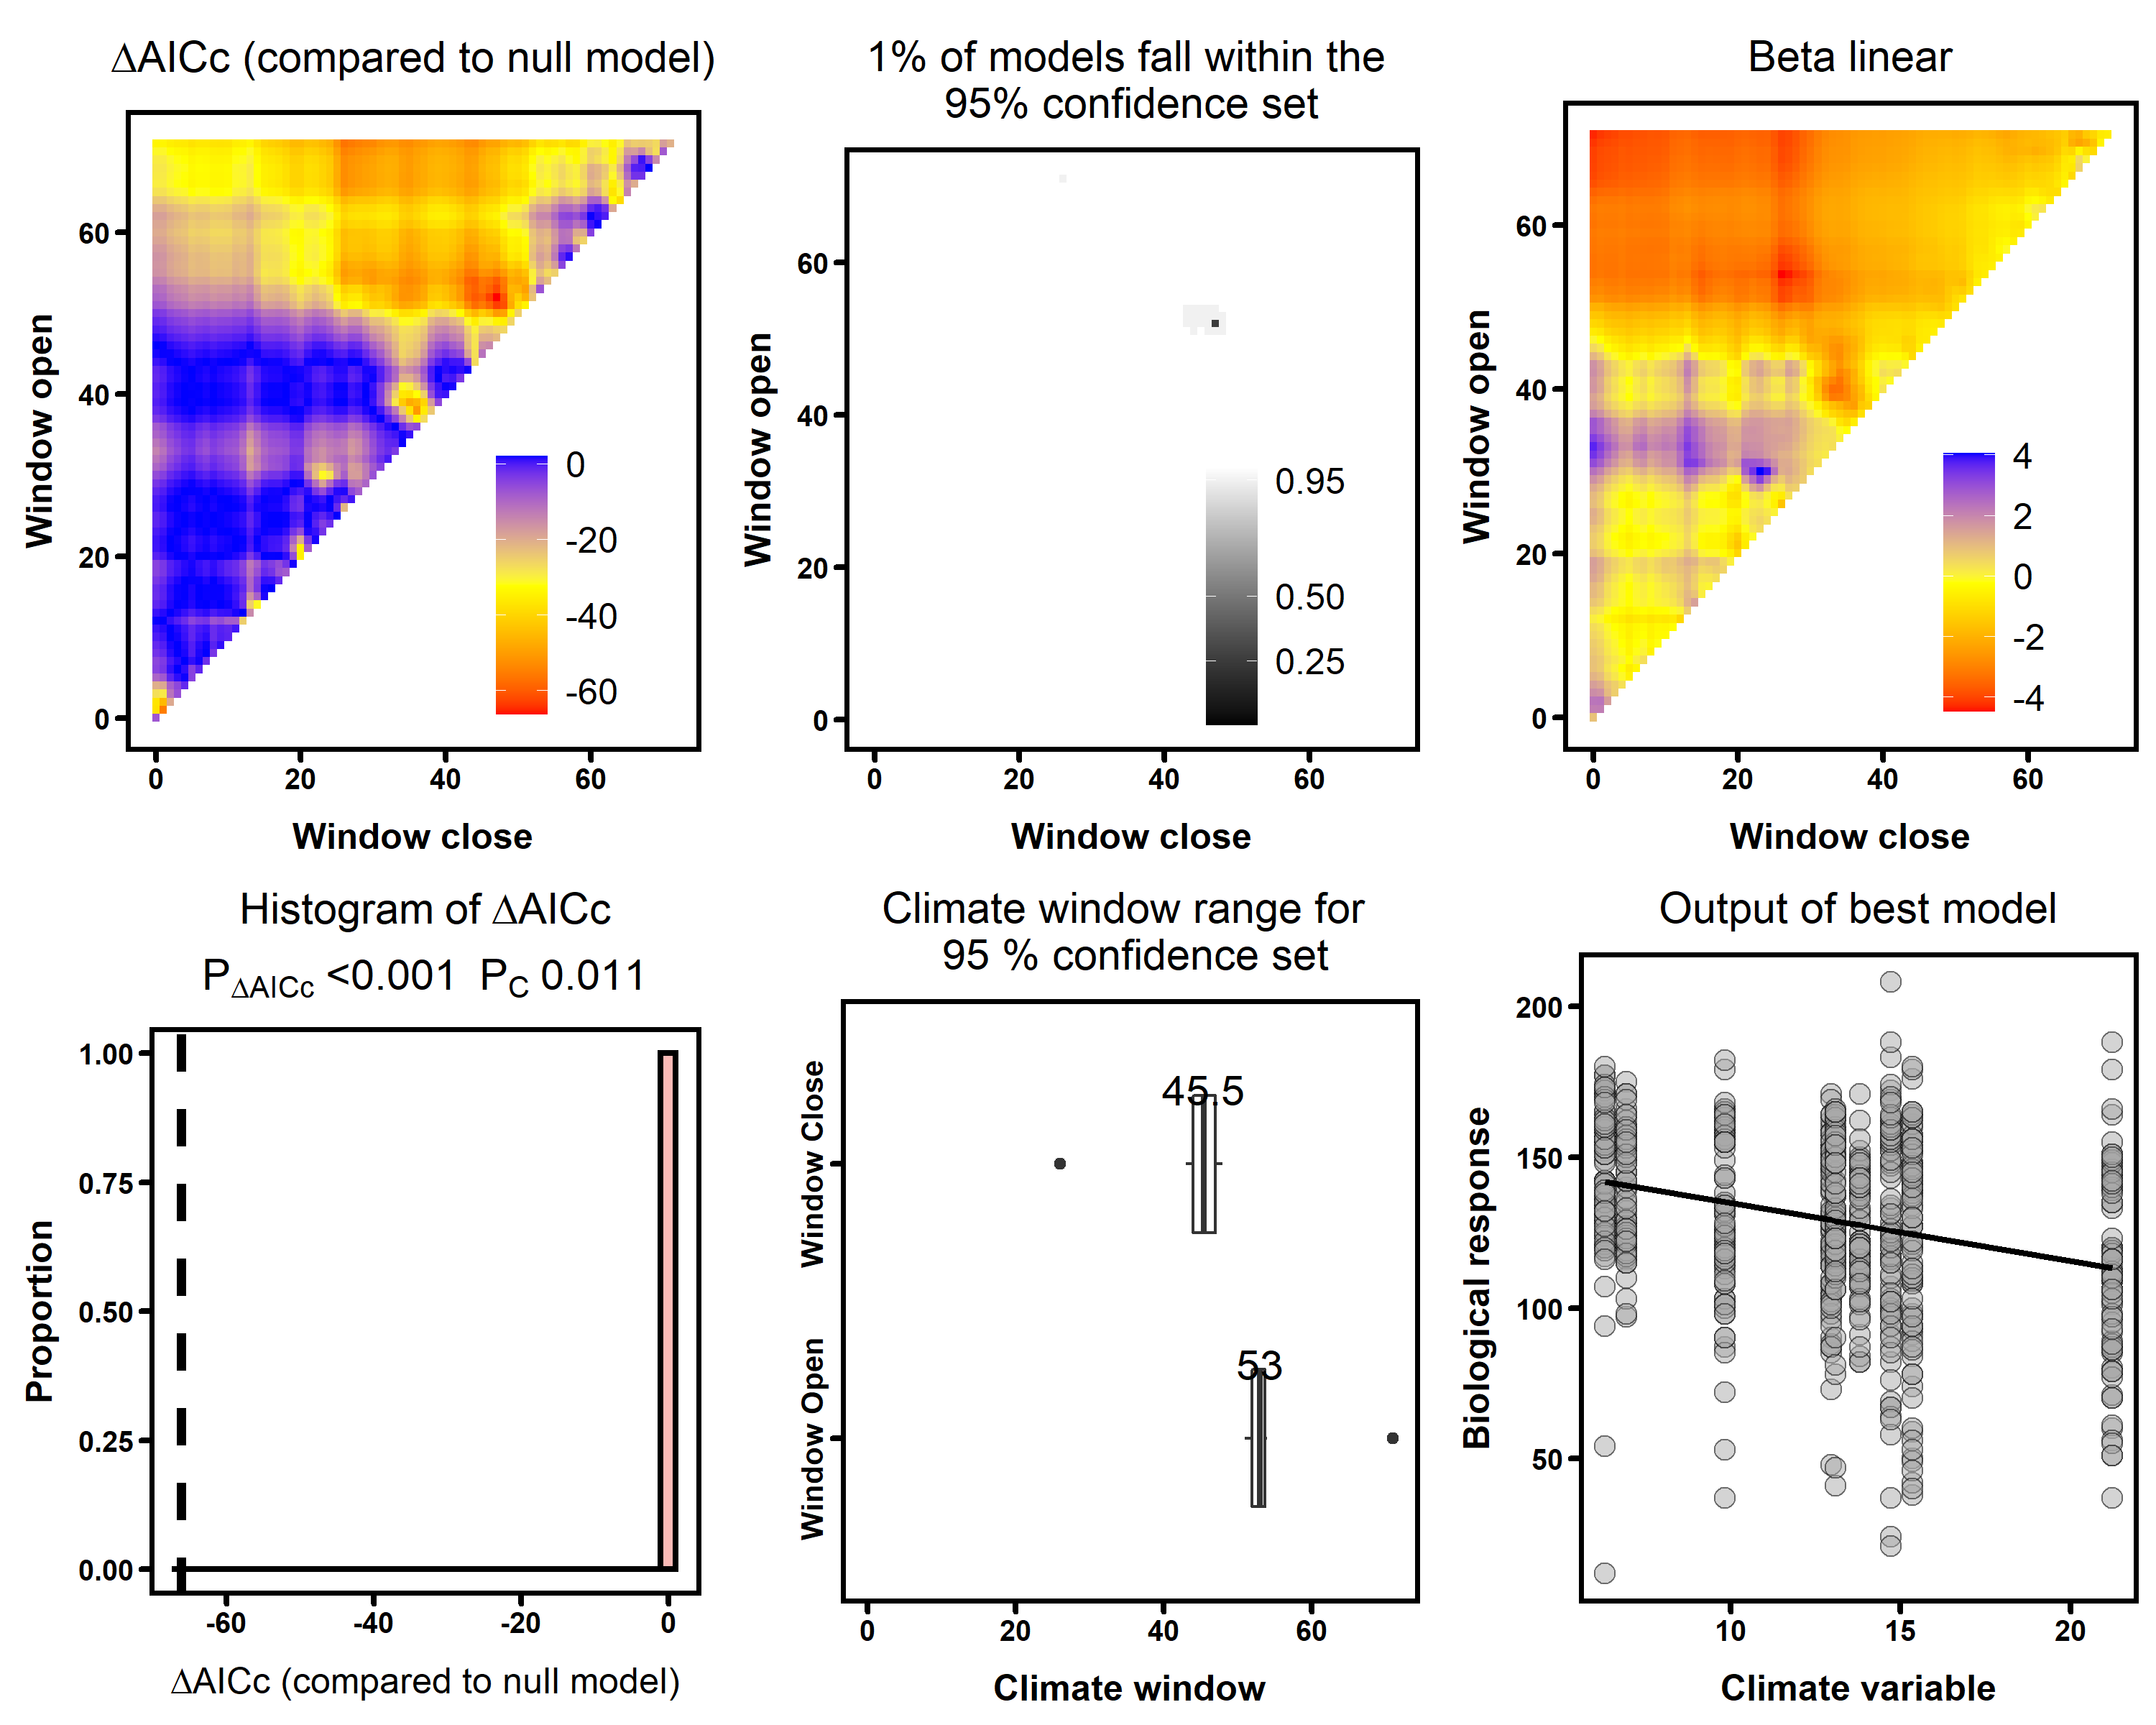 ΔAICc (compared to null model)
Window open
60
40
20
0
0
-20
-40
-60
0 20 40 60
Window close
1% of models fall within the
95% confidence set
Window open
60
40
20
0
0.95
0.50
0.25
0 20 40 60
Window close
Beta linear
Window open
60
40
20
0
4
2
0
-2
-4
0 20 40 60
Window close
Histogram of ΔAICc
PΔAICc <0.001 PC 0.011
Proportion
1.00
0.75
0.50
0.25
0.00
-60 -40 -20 0
ΔAICc (compared to null model)
Climate window range for
95 % confidence set
Window Close
45.5
Window Open
53
0 20 40 60
Climate window
Output of best model
Biological response
200
150
100
50
10 15 20
Climate variable